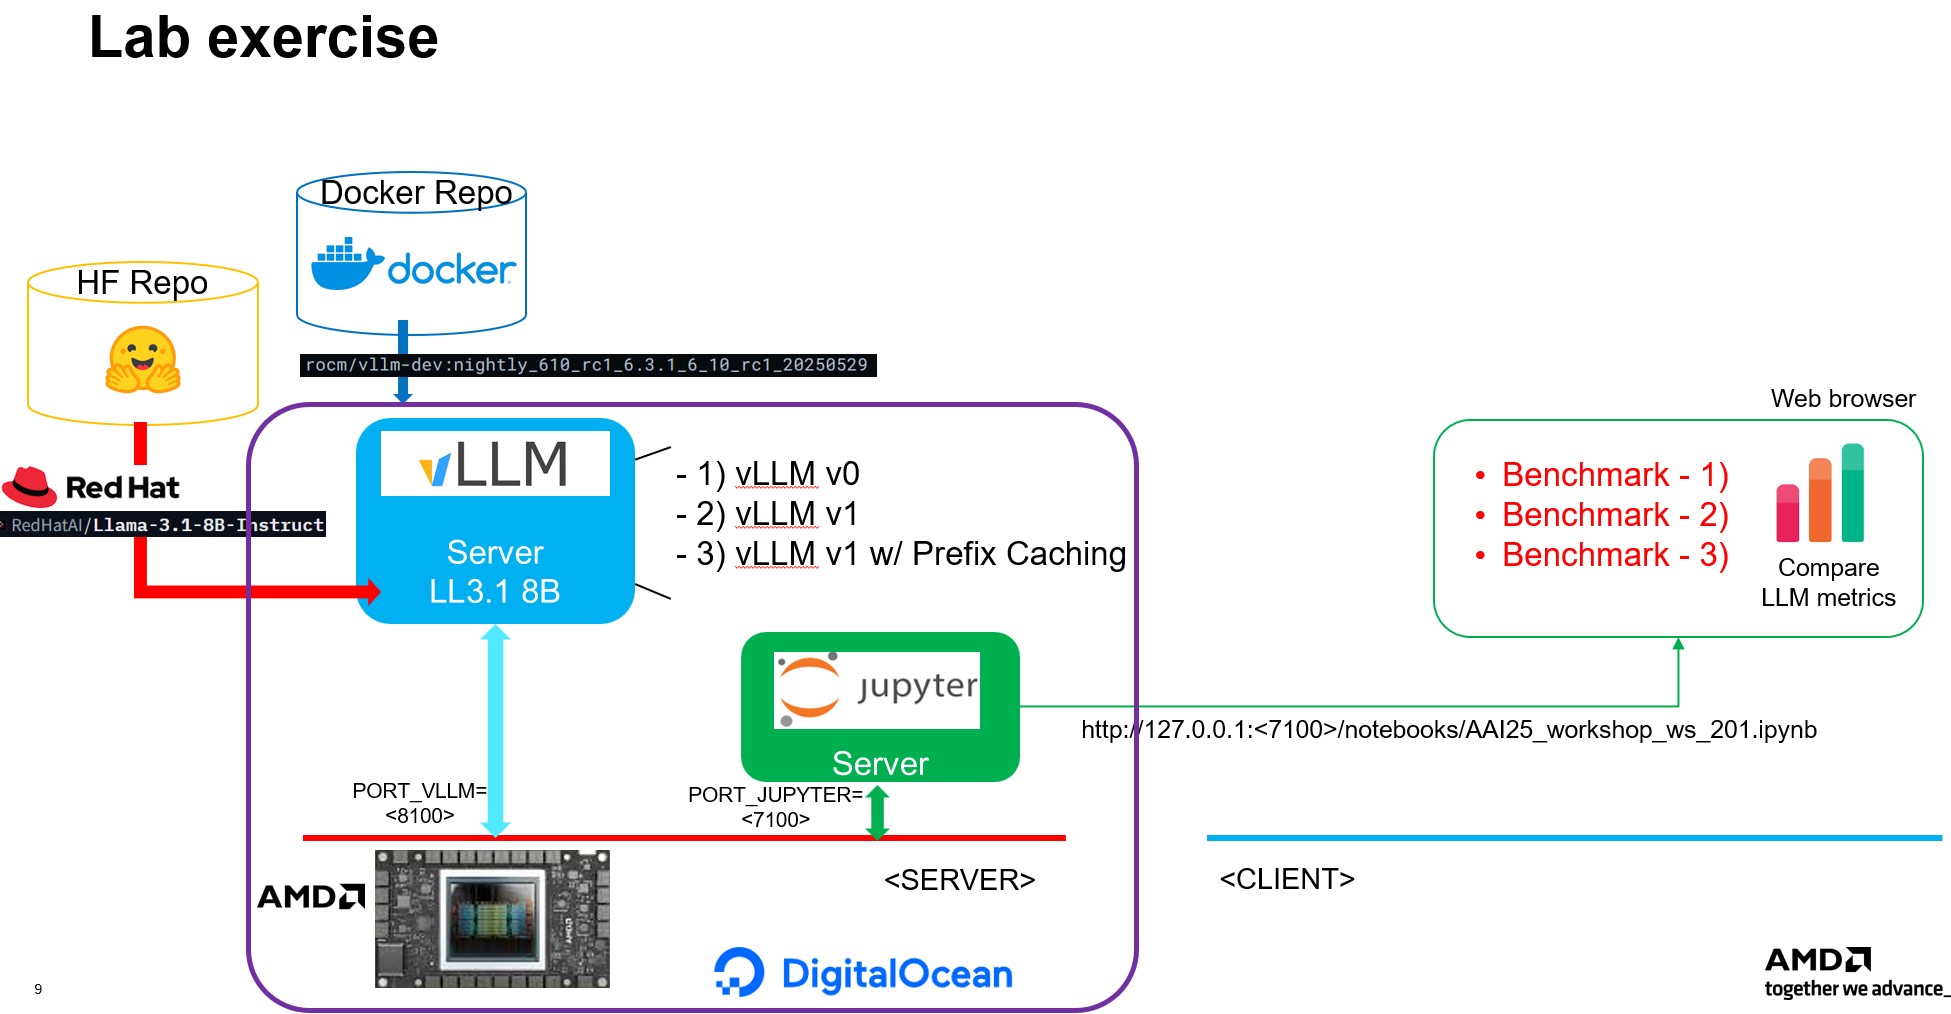 Lab exercise
Docker Repo
docker
HF Repo
rocm/vllm-dev:nightly_610_rc1_6.3.1_6_10_rc1_20250529
Red Hat
RedHatAI/Llama-3.1-8B-Instruct
vLLM
Server
LL3.1 8B
- 1) vLLM v0
- 2) vLLM v1
- 3) vLLM v1 w/ Prefix Caching
Web browser
• Benchmark - 1)
• Benchmark - 2)
• Benchmark - 3)
Compare
LLM metrics
jupyter
Server
http://127.0.0.1:<7100>/notebooks/AAI25_workshop_ws_201.ipynb
PORT_VLLM=
<8100>
PORT_JUPYTER=
<7100>
<SERVER>
<CLIENT>
AMD
AMD
DigitalOcean
AMD
together we advance_
9